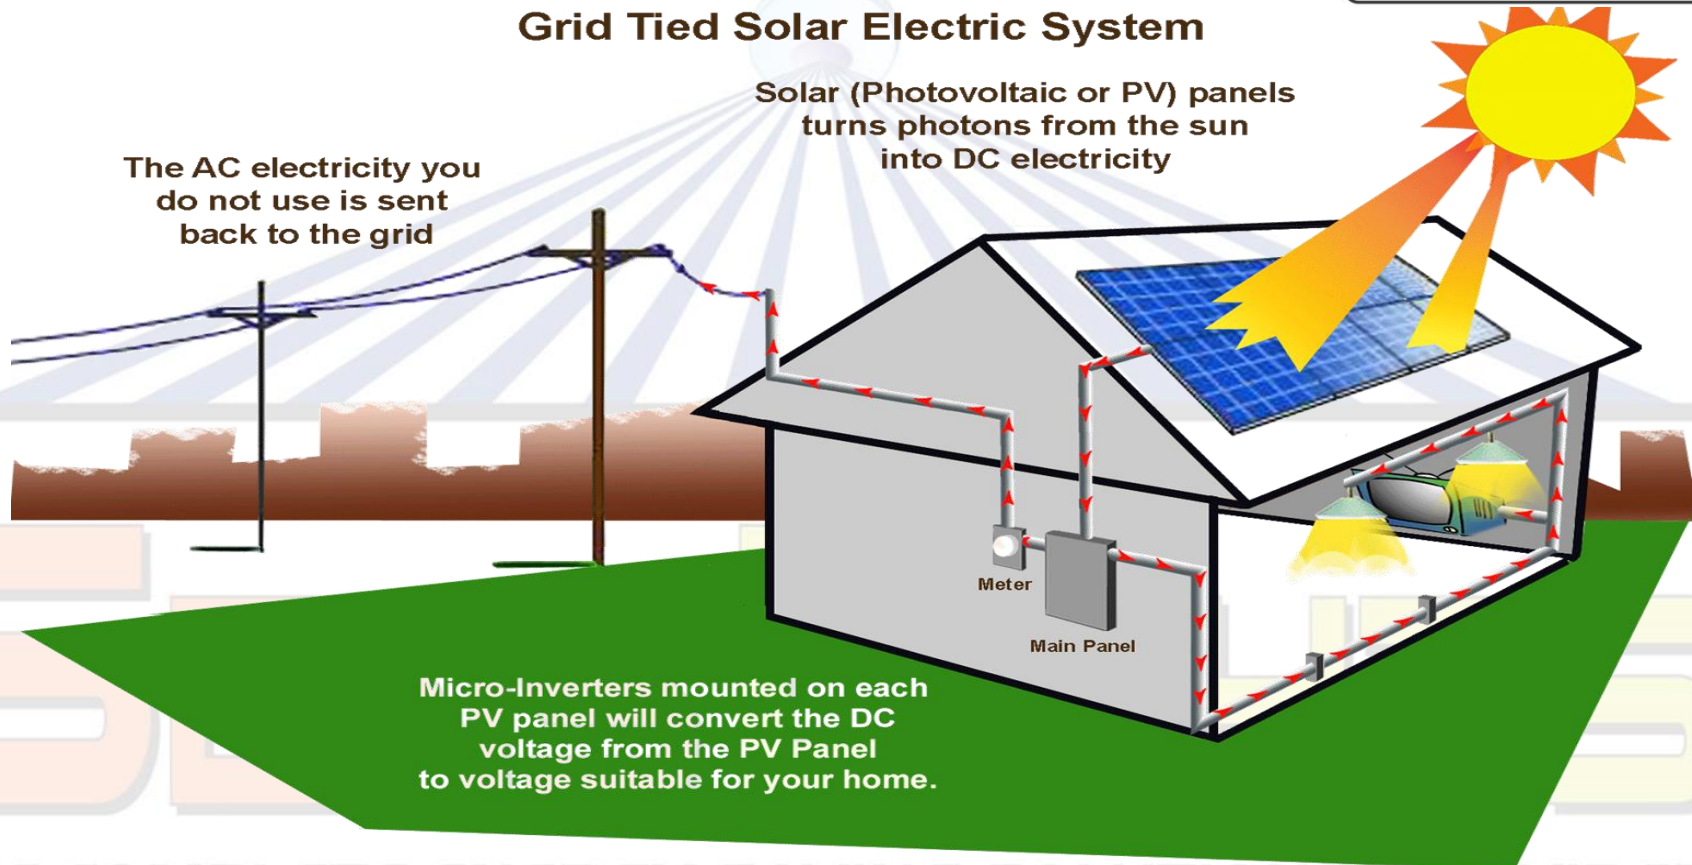 Grid Tied Solar Electric System
Solar (Photovoltaic or PV) panels
turns photons from the sun
into DC electricity
The AC electricity you
do not use is sent
back to the grid
Meter
Main Panel
Micro-Inverters mounted on each
PV panel will convert the DC
voltage from the PV Panel
to voltage suitable for your home.